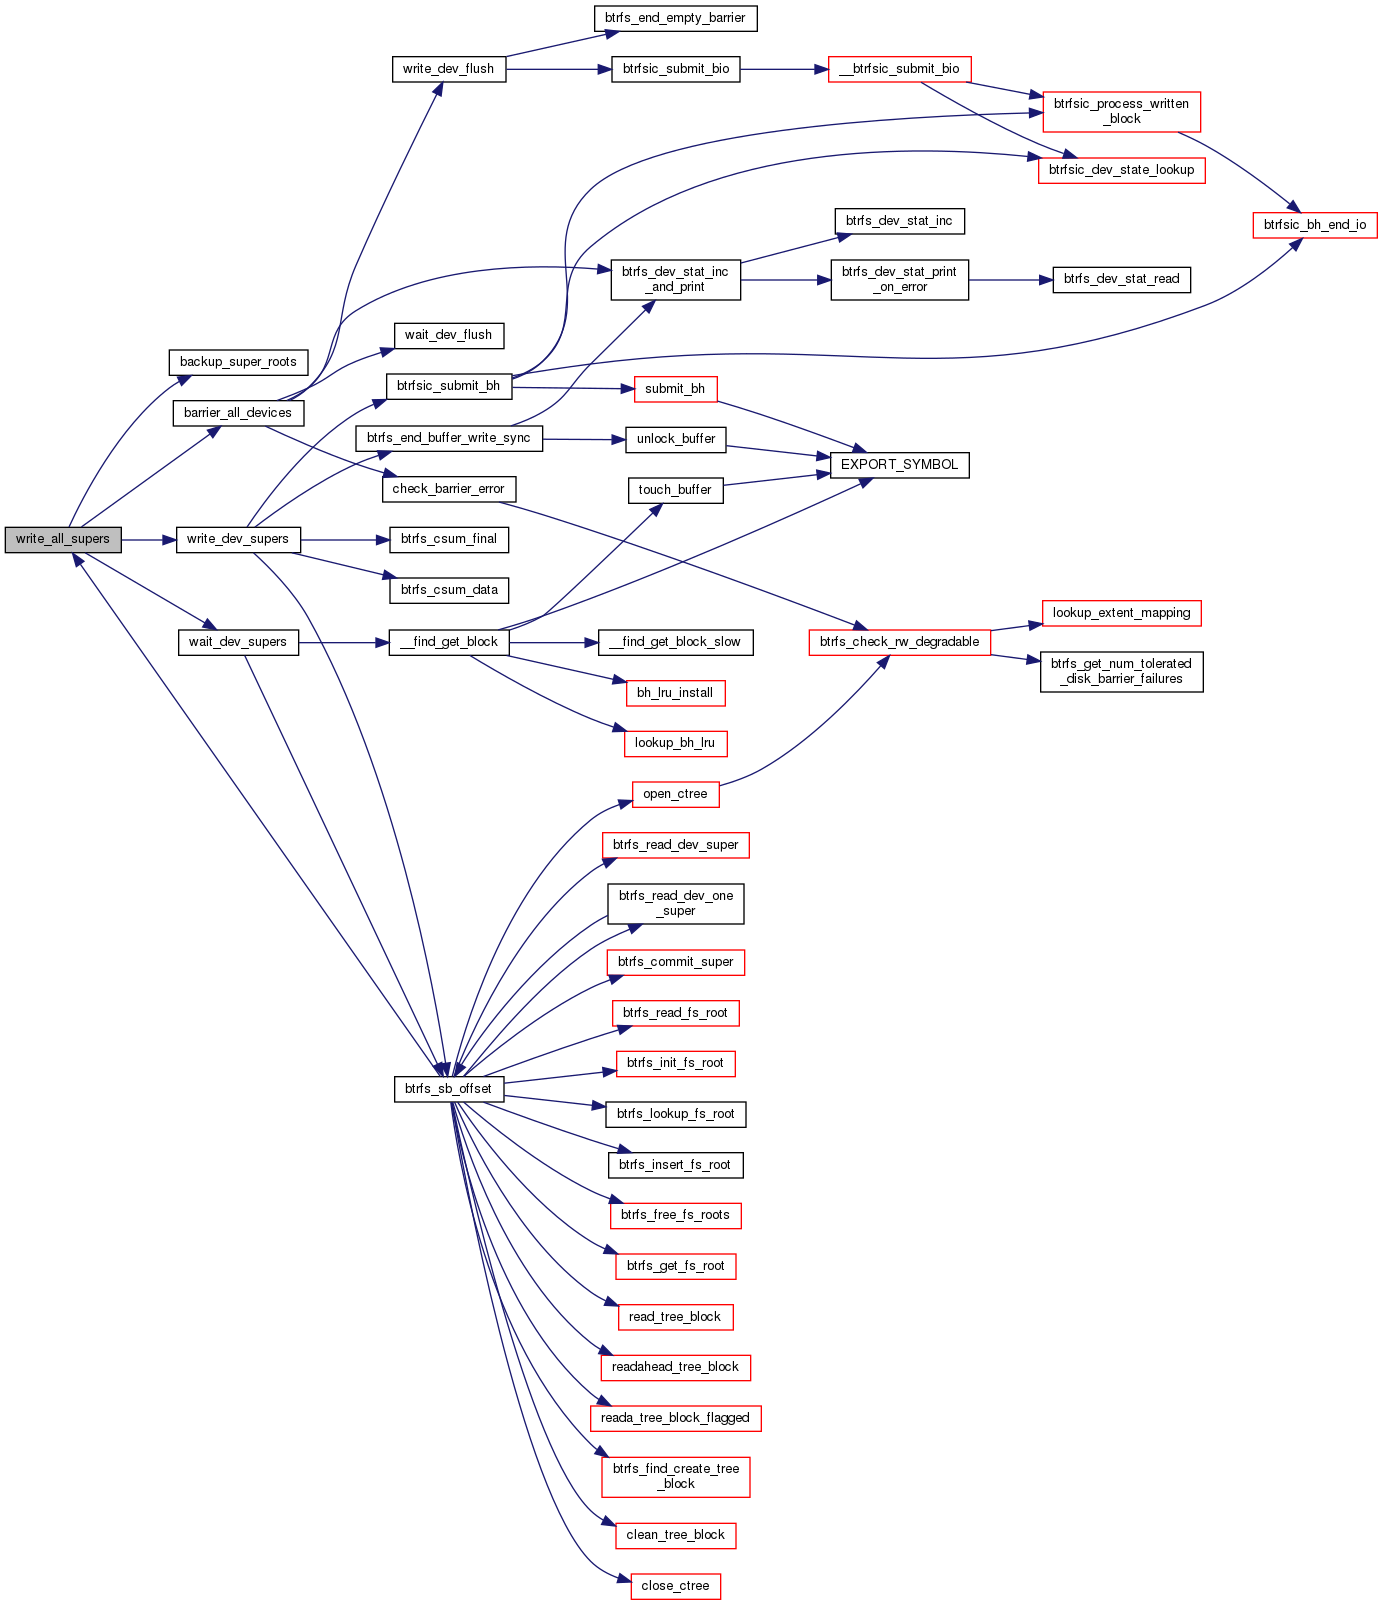 btrfs_end_empty_barrier
write_dev_flush
btrfsic_submit_bio
__btrfsic_submit_bio
btrfsic_process_written
_block
btrfsic_dev_state_lookup
btrfs_dev_stat_inc
btrfsic_bh_end_io
btrfs_dev_stat_inc
_and_print
btrfs_dev_stat_print
_on_error
btrfs_dev_stat_read
wait_dev_flush
backup_super_roots
btrfsic_submit_bh
submit_bh
barrier_all_devices
btrfs_end_buffer_write_sync
unlock_buffer
EXPORT_SYMBOL
check_barrier_error
touch_buffer
write_all_supers
write_dev_supers
btrfs_csum_final
btrfs_csum_data
lookup_extent_mapping
wait_dev_supers
__find_get_block
__find_get_block_slow
btrfs_check_rw_degradable
btrfs_get_num_tolerated
_disk_barrier_failures
bh_lru_install
lookup_bh_lru
open_ctree
btrfs_read_dev_super
btrfs_read_dev_one
_super
btrfs_commit_super
btrfs_read_fs_root
btrfs_init_fs_root
btrfs_sb_offset
btrfs_lookup_fs_root
btrfs_insert_fs_root
btrfs_free_fs_roots
btrfs_get_fs_root
read_tree_block
readahead_tree_block
reada_tree_block_flagged
btrfs_find_create_tree
_block
clean_tree_block
close_ctree